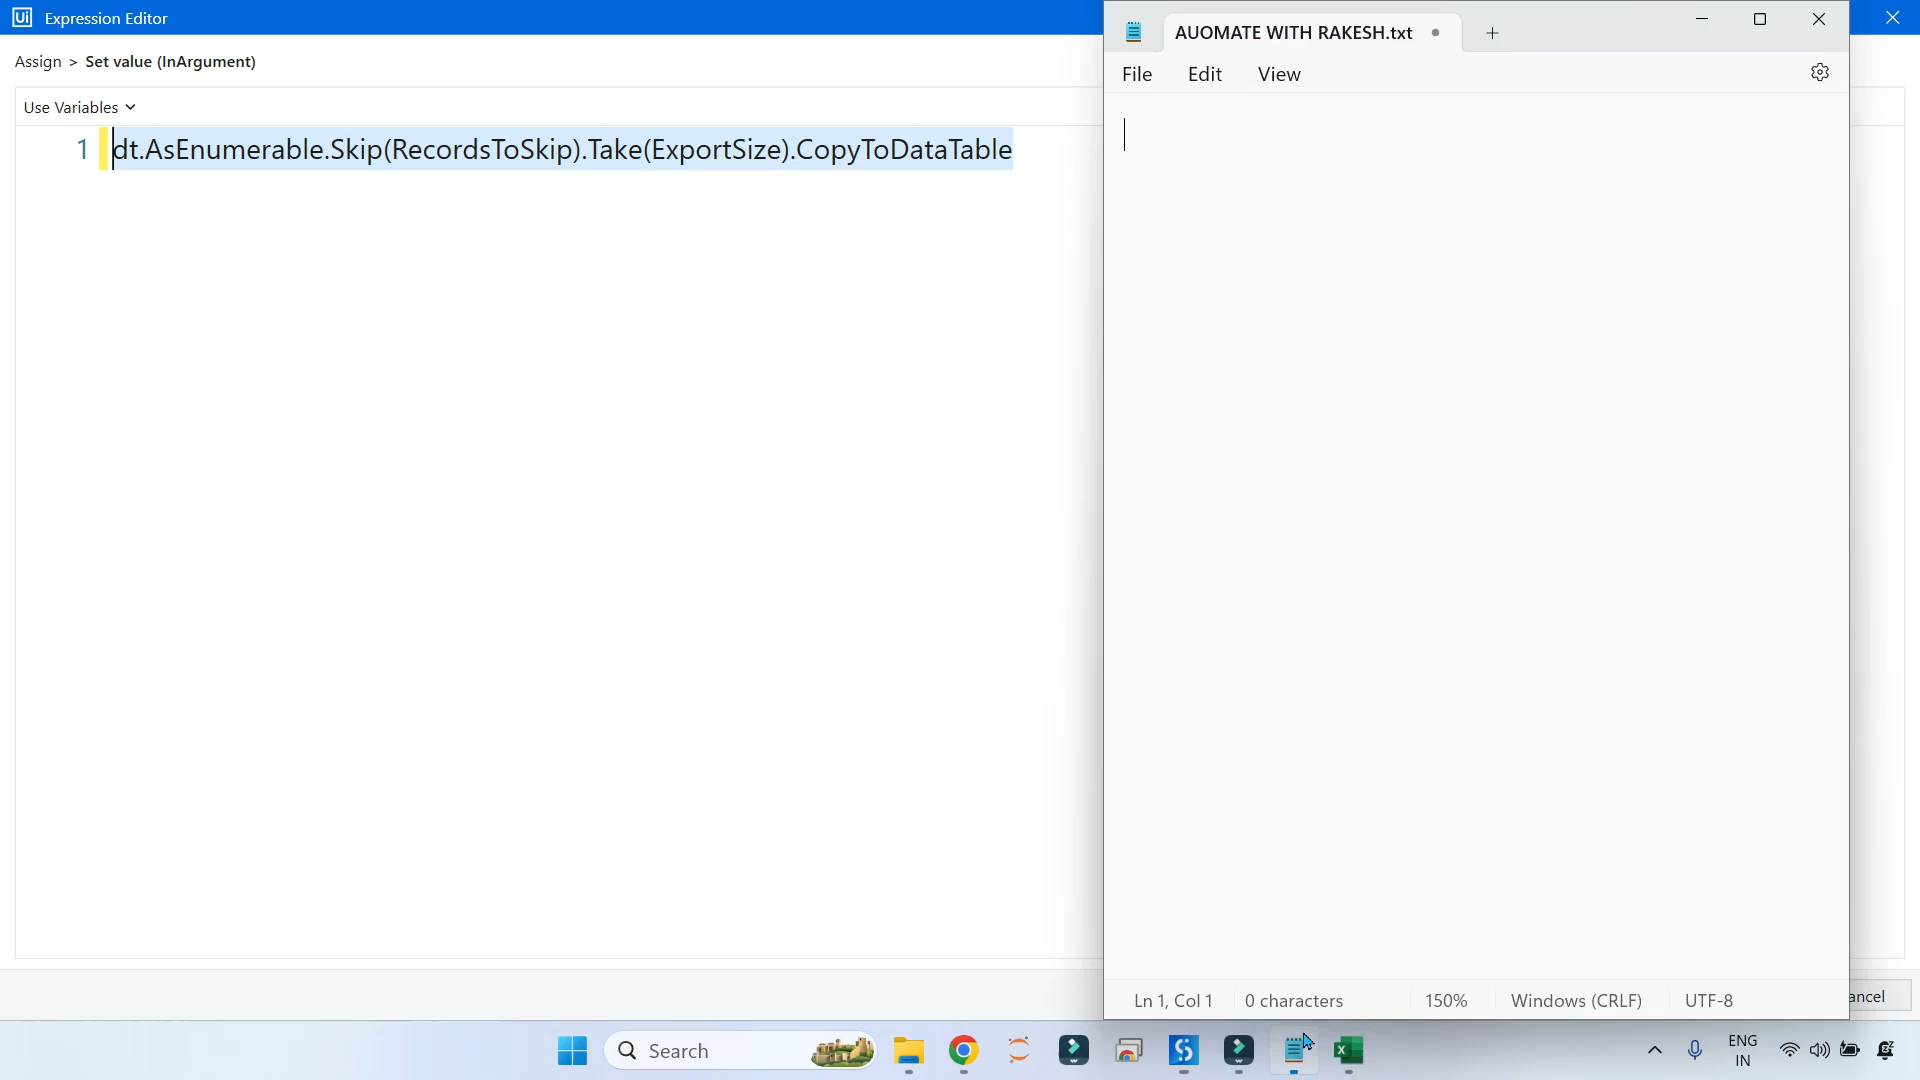 Ui Expression Editor
Assign > Set value (InArgument)
Use Variables
1 dt.AsEnumerable.Skip(RecordsToSkip).Take(ExportSize).CopyToDataTable
AUOMATE WITH RAKESH.txt
File Edit View
Ln 1, Col 1 0 characters 150% Windows (CRLF) UTF-8
ancel
Search
ENG
IN